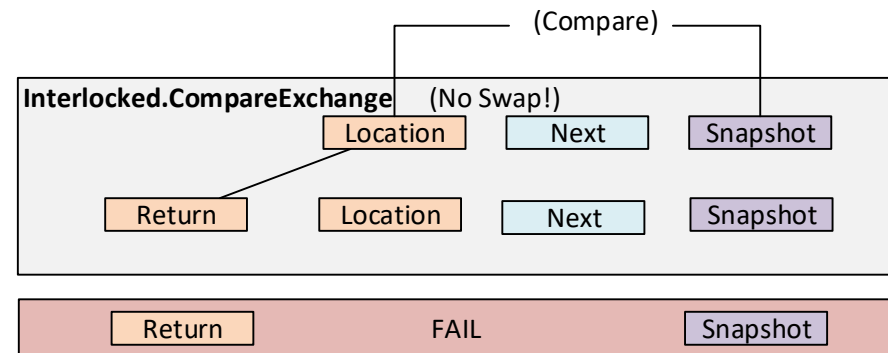 (Compare)
Interlocked.CompareExchange (No Swap!)
Location Next Snapshot
Return Location Next Snapshot
Return FAIL Snapshot